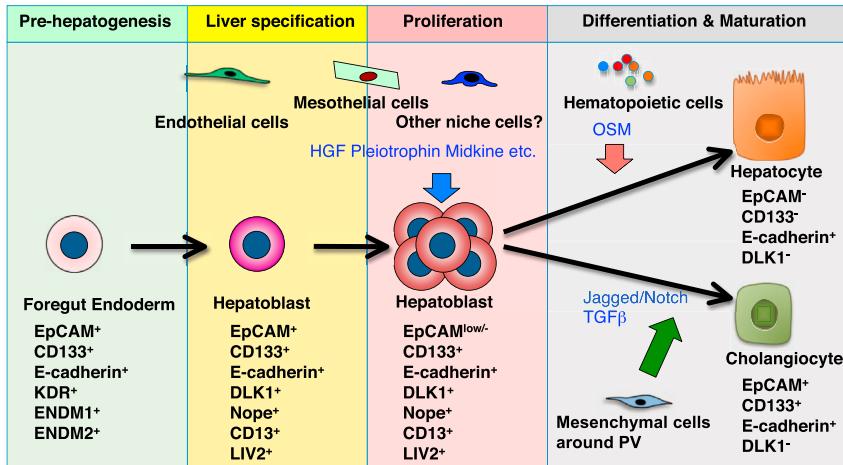 Pre-hepatogenesis
Liver specification
Proliferation
Differentiation & Maturation
Endothelial cells
Mesothelial cells
Other niche cells?
HGF Pleiotrophin Midkine etc.
Hematopoietic cells
OSM
Foregut Endoderm
EpCAM⁺
CD133⁺
E-cadherin⁺
KDR⁺
ENDM1⁺
ENDM2⁺
Hepatoblast
EpCAM⁺
CD133⁺
E-cadherin⁺
DLK1⁺
Nope⁺
CD13⁺
LIV2⁺
Hepatoblast
EpCAMlow/-
CD133⁺
E-cadherin⁺
DLK1⁺
Nope⁺
CD13⁺
LIV2⁺
Hepatocyte
EpCAM⁻
CD133⁻
E-cadherin⁺
DLK1⁻
Jagged/Notch
TGFβ
Mesenchymal cells
around PV
Cholangiocyte
EpCAM⁺
CD133⁺
E-cadherin⁺
DLK1⁻